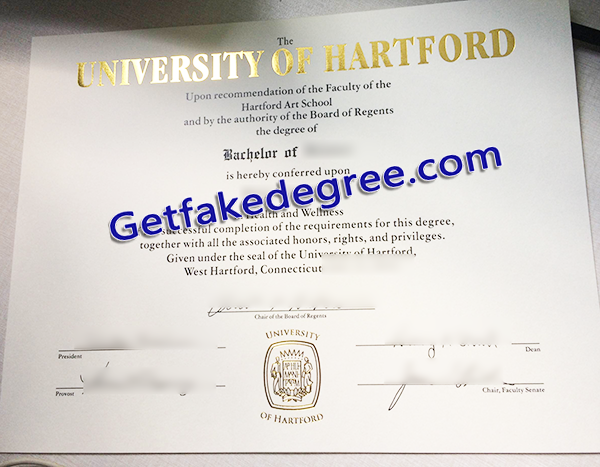 The
UNIVERSITY OF HARTFORD
Upon recommendation of the Faculty of the
Hartford Art School
and by the authority of the Board of Regents
the degree of
Bachelor of
is hereby conferred upon
Getfakedegree.com
Health and Wellness
successful completion of the requirements for this degree,
together with all the associated honors, rights, and privileges.
Given under the seal of the University of Hartford,
West Hartford, Connecticut
Chair of the Board of Regents
President
Dean
Provost
Chair, Faculty Senate
UNIVERSITY
OF HARTFORD